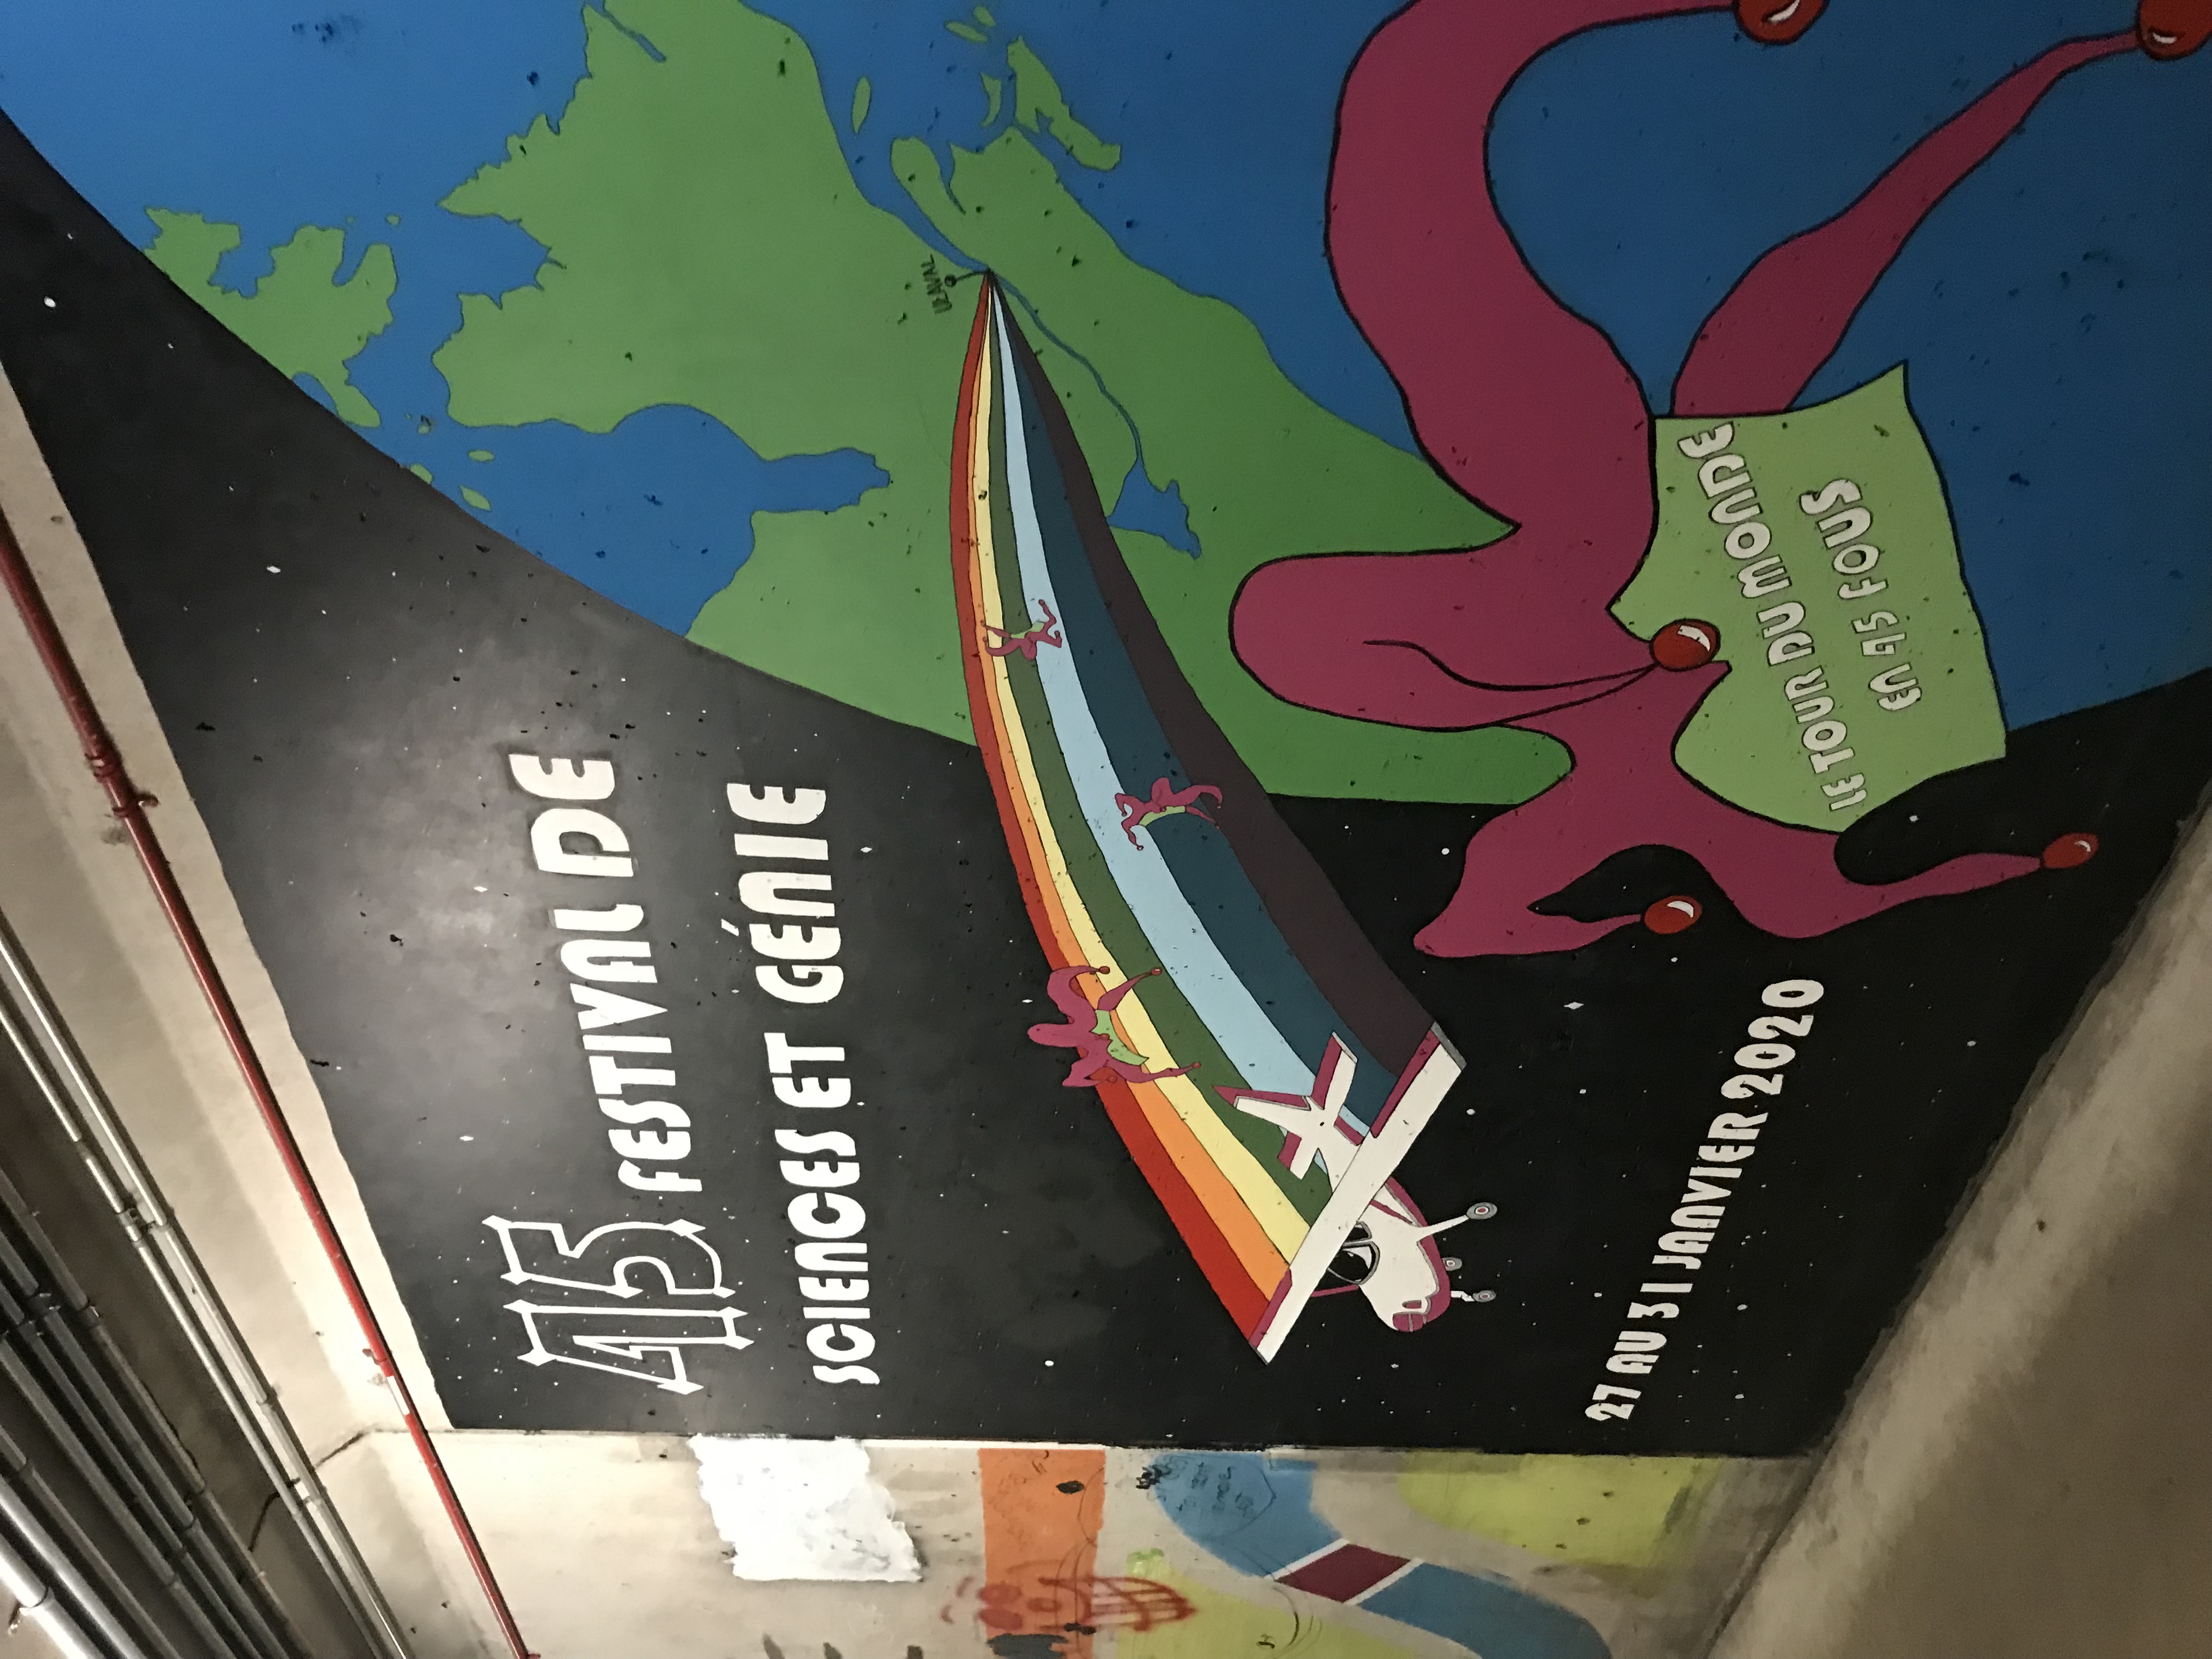 45 FESTIVAL DE
SCIENCES ET GÉNIE
ULAVAL
27 AU 31 JANVIER 2020
LE TOUR DU MONDE
EN 45 FOUS